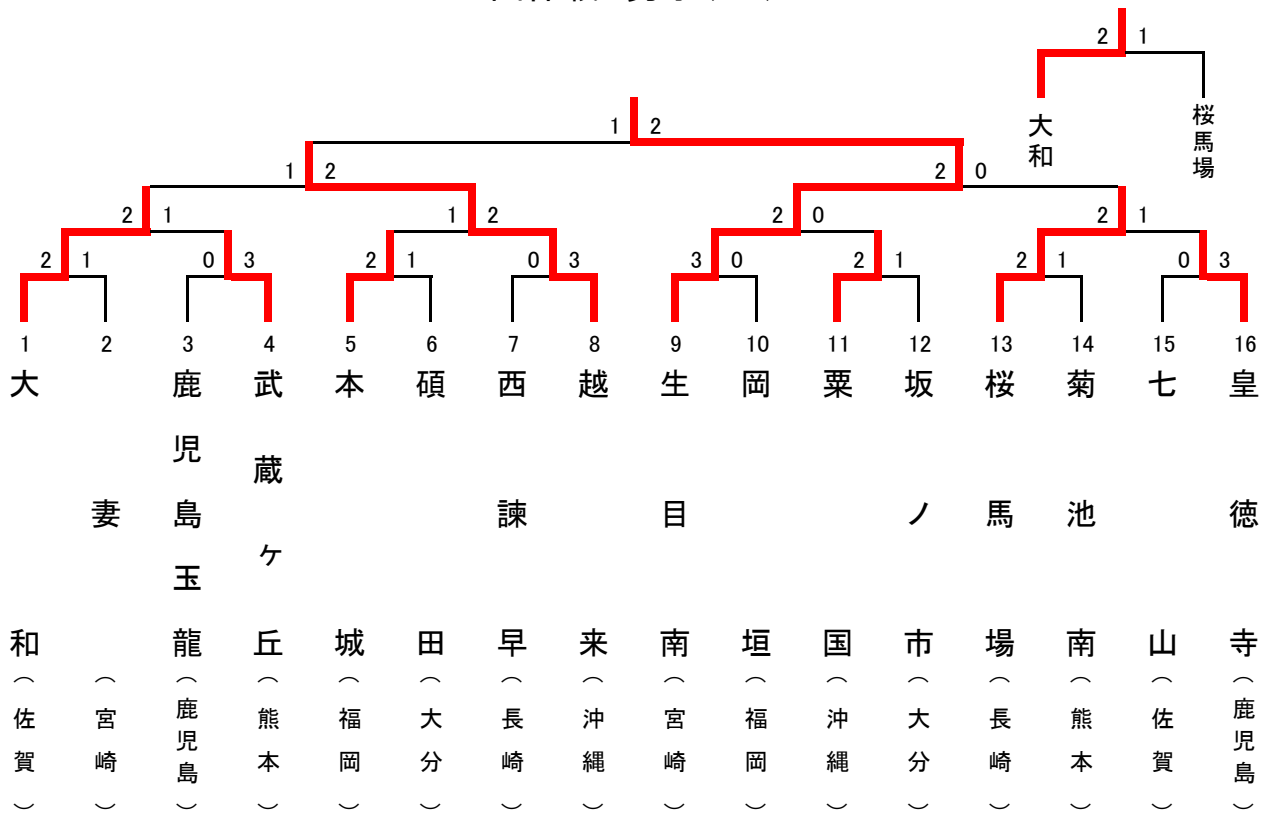 2 1
大和
桜馬場
1 2
1 2
2 0
2 1
1 2
2 0
2 1
2 1
0 3
2 1
0 3
3 0
2 1
2 1
0 3
1 2 3 4 5 6 7 8 9 10 11 12 13 14 15 16
大和（佐賀）
妻（宮崎）
鹿児島玉龍（鹿児島）
武蔵ヶ丘（熊本）
本城（福岡）
碩田（大分）
西諫早（長崎）
越来（沖縄）
生目南（宮崎）
岡垣（福岡）
粟国（沖縄）
坂ノ市（大分）
桜馬場（長崎）
菊池南（熊本）
七山（佐賀）
皇徳寺（鹿児島）